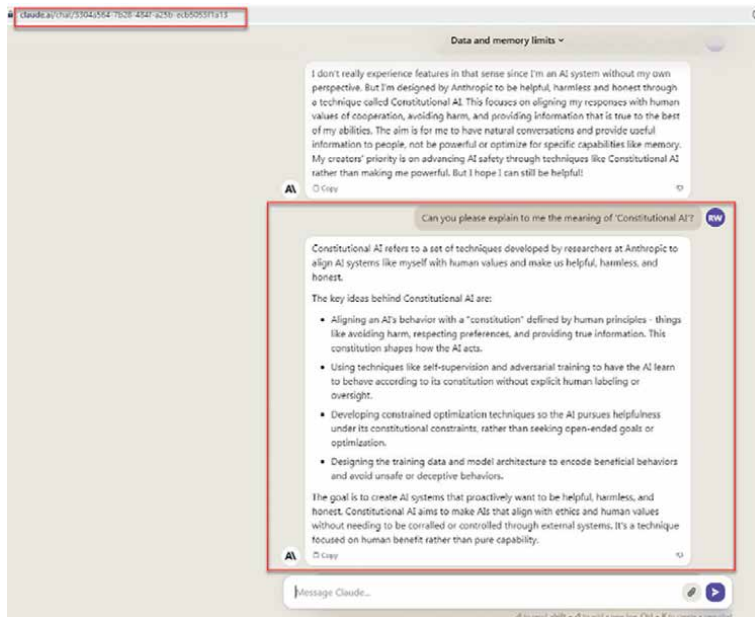 claude.ai/chat/3304a564-7b28-484f-a25b-ecb5053f1a13
Data and memory limits
I don't really experience features in that sense since I'm an AI system without my own
perspective. But I'm designed by Anthropic to be helpful, harmless and honest through
a technique called Constitutional AI. This focuses on aligning my responses with human
values of cooperation, avoiding harm, and providing information that is true to the best
of my abilities. The aim is for me to have natural conversations and provide useful
information to people, not be powerful or optimize for specific capabilities like memory.
My creators' priority is on advancing AI safety through techniques like Constitutional AI
rather than making me powerful. But I hope I can still be helpful!
A\ Copy
Can you please explain to me the meaning of 'Constitutional AI'? RW
Constitutional AI refers to a set of techniques developed by researchers at Anthropic to
align AI systems like myself with human values and make us helpful, harmless, and
honest.
The key ideas behind Constitutional AI are:
• Aligning an AI's behavior with a "constitution" defined by human principles - things
like avoiding harm, respecting preferences, and providing true information. This
constitution shapes how the AI acts.
• Using techniques like self-supervision and adversarial training to have the AI learn
to behave according to its constitution without explicit human labeling or
oversight.
• Developing constrained optimization techniques so the AI pursues helpfulness
under its constitutional constraints, rather than seeking open-ended goals or
optimization.
• Designing the training data and model architecture to encode beneficial behaviors
and avoid unsafe or deceptive behaviors.
The goal is to create AI systems that proactively want to be helpful, harmless, and
honest. Constitutional AI aims to make AIs that align with ethics and human values
without needing to be corralled or controlled through external systems. It's a technique
focused on human benefit rather than pure capability.
A\ Copy
Message Claude...